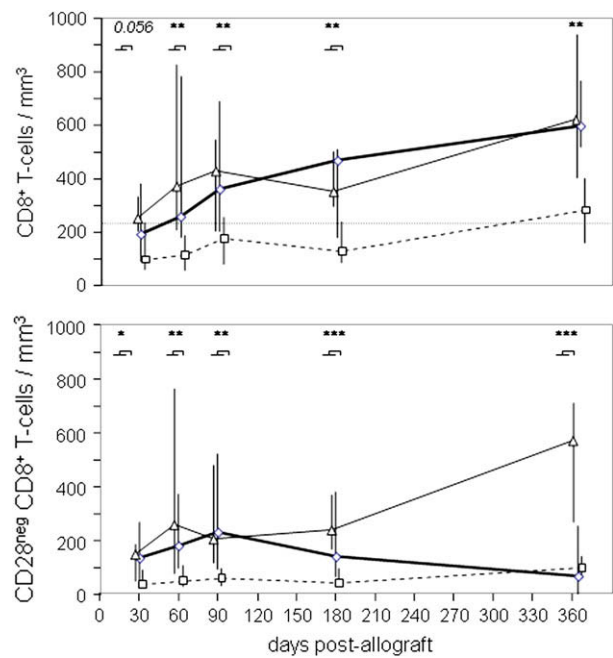 1000
0.056 ** ** ** **
800
600
400
200
0
CD8+ T-cells / mm3
1000
* ** ** *** ***
800
600
400
200
0
CD28neg CD8+ T-cells / mm3
0 30 60 90 120 150 180 210 240 270 300 330 360
days post-allograft